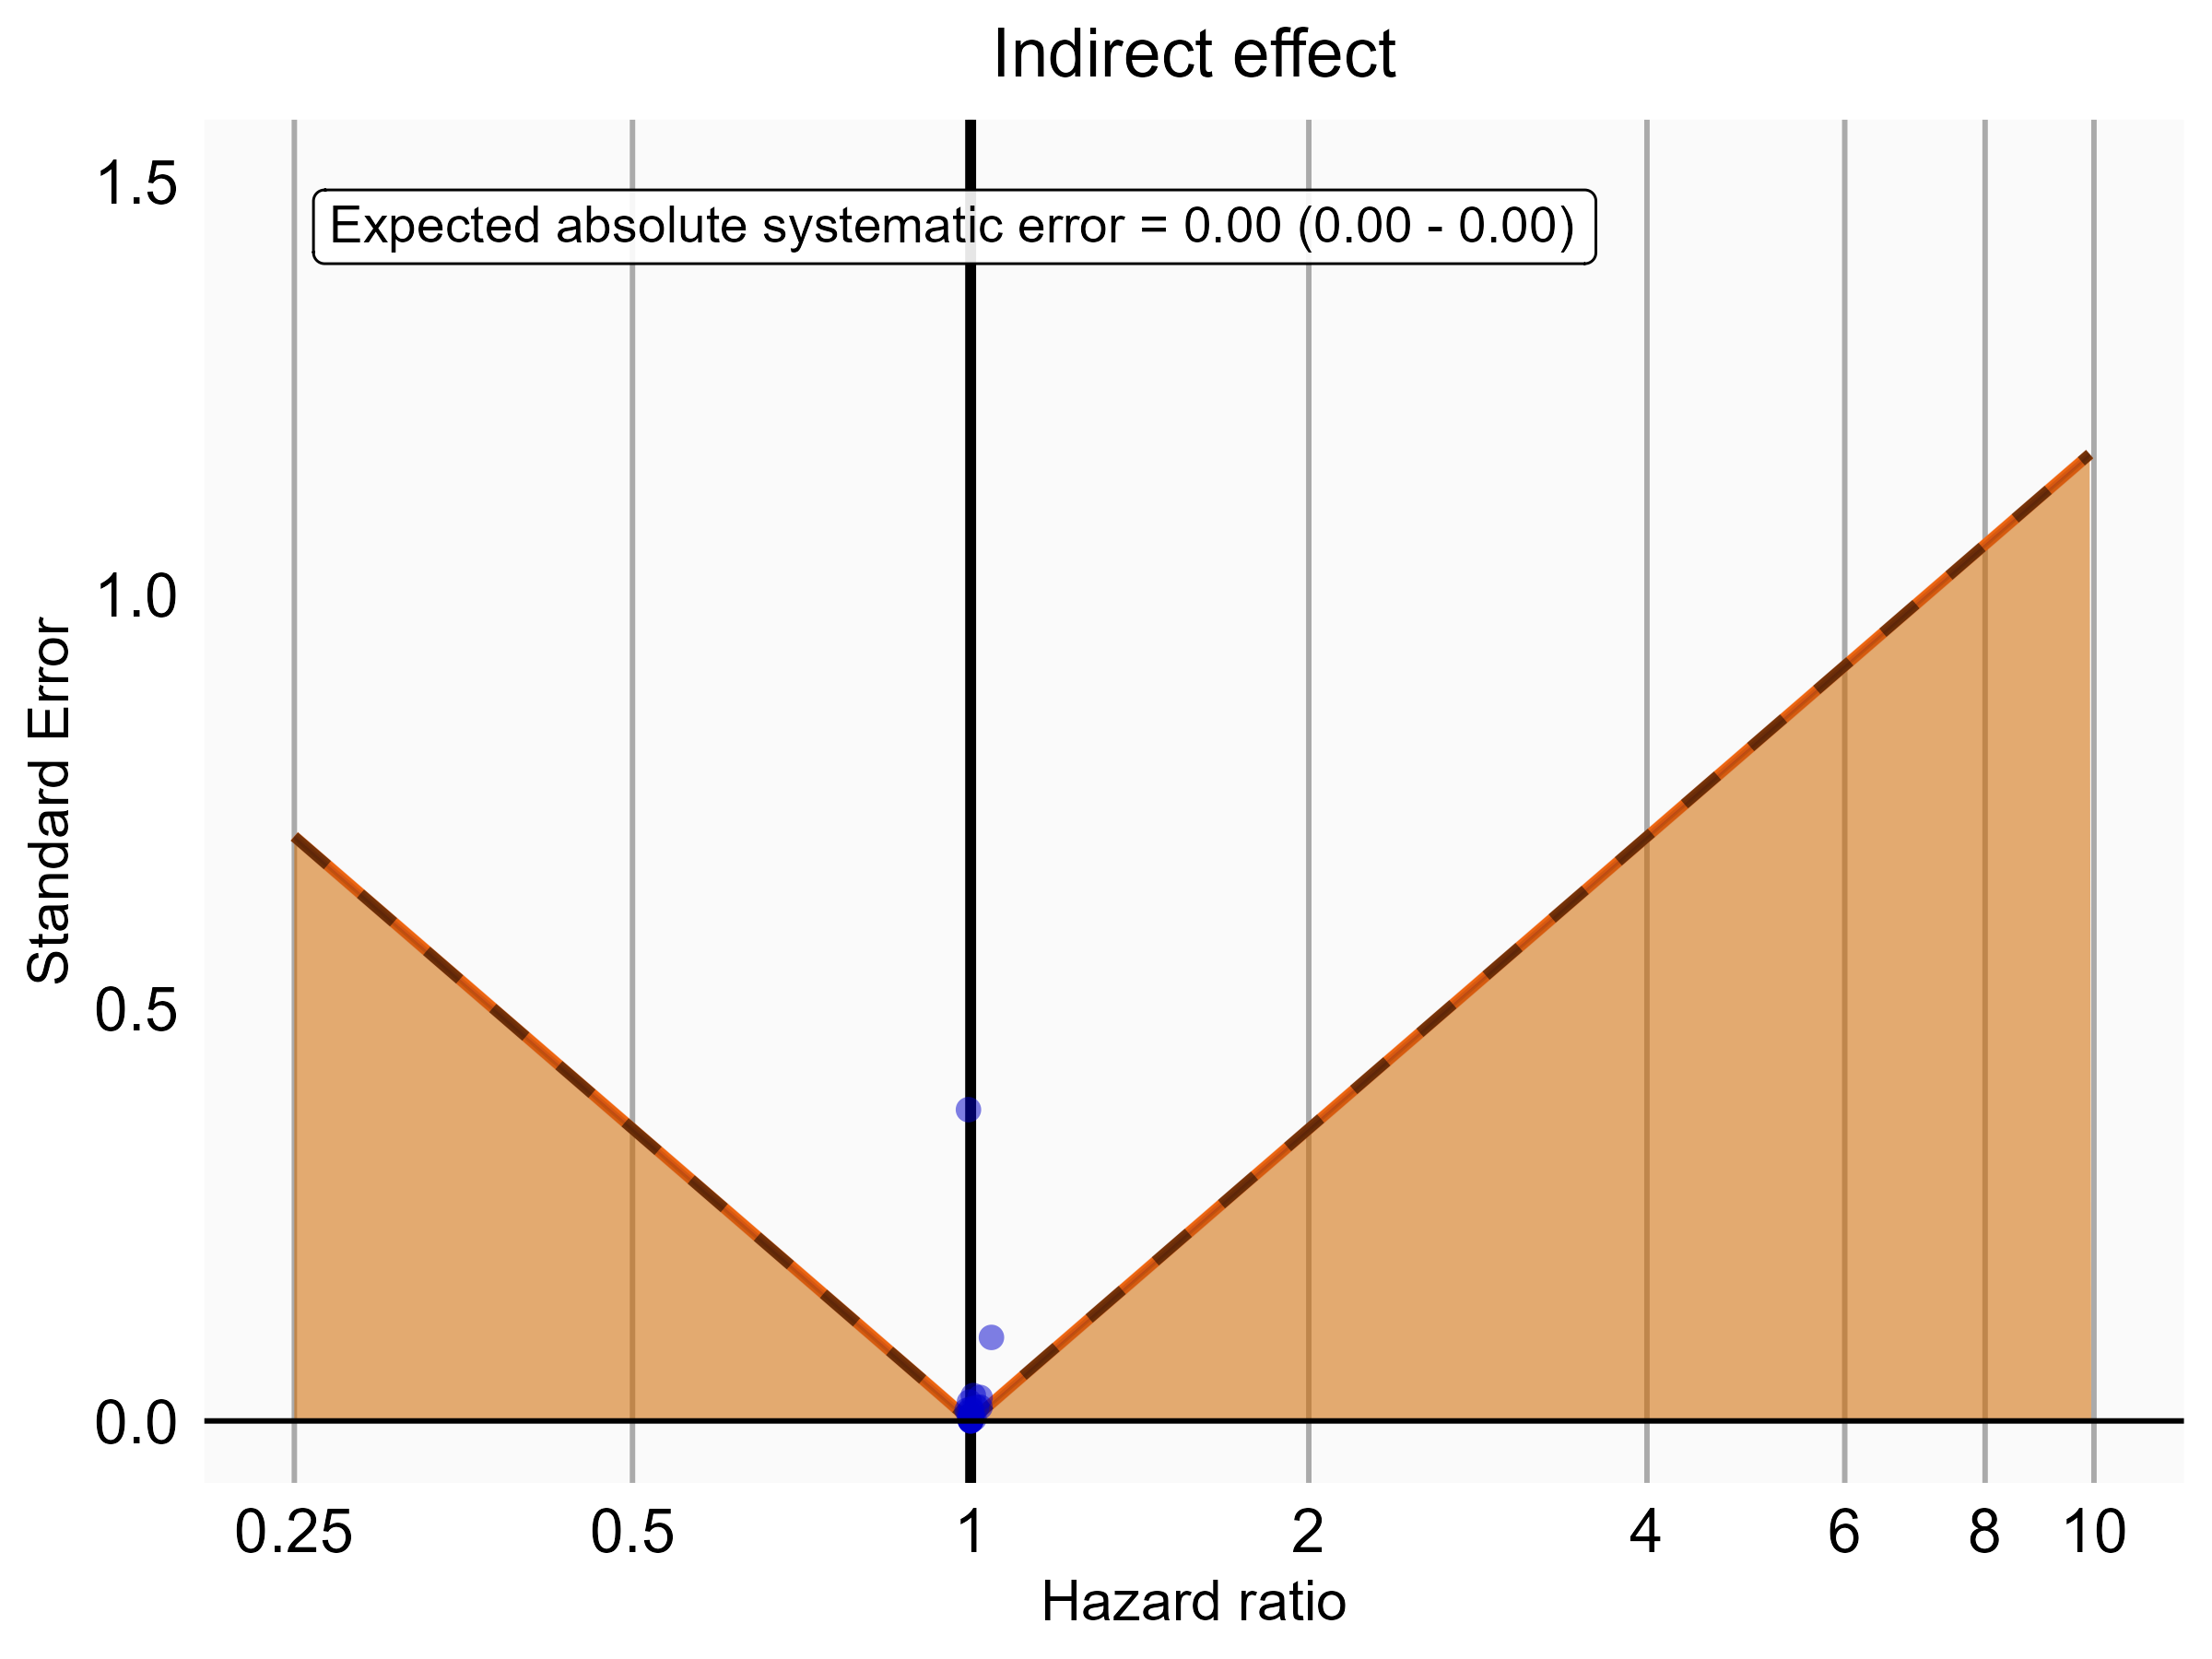 Indirect effect
1.5
Expected absolute systematic error = 0.00 (0.00 - 0.00)
1.0
Standard Error
0.5
0.0
0.25 0.5 1 2 4 6 8 10
Hazard ratio